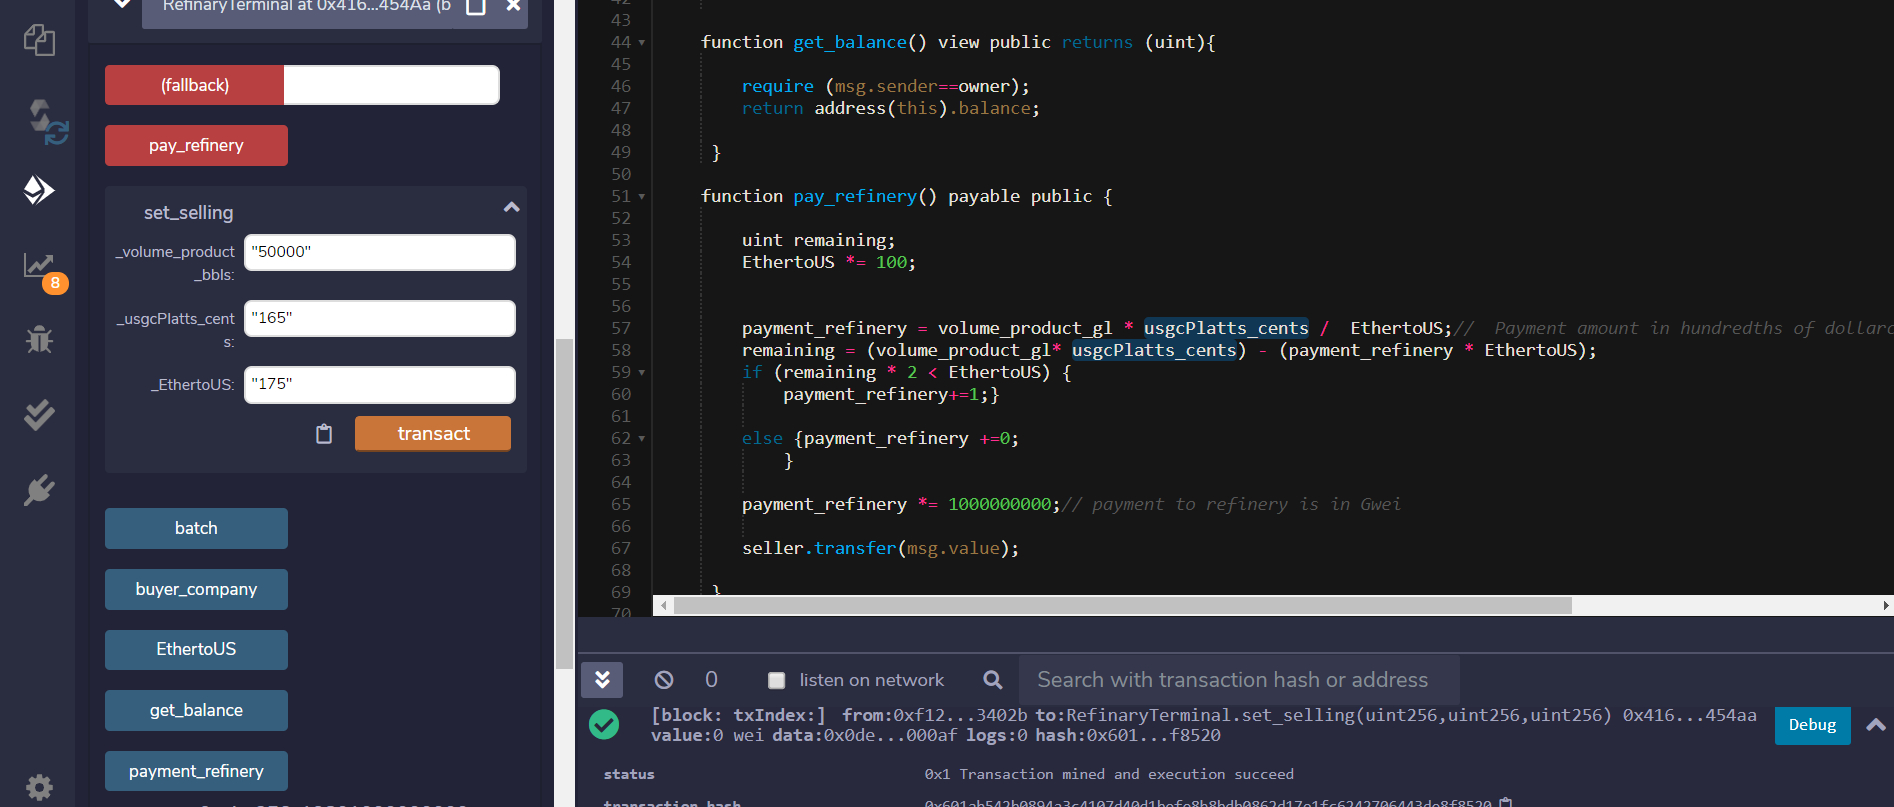 RefinaryTerminal at 0x416...454Aa (b
(fallback)
pay_refinery
set_selling
_volume_product
_bbls:
"50000"
_usgcPlatts_cent
s:
"165"
_EthertoUS:
"175"
transact
batch
buyer_company
EthertoUS
get_balance
payment_refinery
8
42
43
44 function get_balance() view public returns (uint){
45
46 require (msg.sender==owner);
47 return address(this).balance;
48
49 }
50
51 function pay_refinery() payable public {
52
53 uint remaining;
54 EthertoUS *= 100;
55
56
57 payment_refinery = volume_product_gl * usgcPlatts_cents / EthertoUS;// Payment amount in hundredths of dollarc
58 remaining = (volume_product_gl* usgcPlatts_cents) - (payment_refinery * EthertoUS);
59 if (remaining * 2 < EthertoUS) {
60 payment_refinery+=1;}
61
62 else {payment_refinery +=0;
63 }
64
65 payment_refinery *= 1000000000;// payment to refinery is in Gwei
66
67 seller.transfer(msg.value);
68
69 }
70
0
listen on network
Search with transaction hash or address
[block: txIndex:] from:0xf12...3402b to:RefinaryTerminal.set_selling(uint256,uint256,uint256) 0x416...454aa
value:0 wei data:0x0de...000af logs:0 hash:0x601...f8520
Debug
status 0x1 Transaction mined and execution succeed
transaction hash